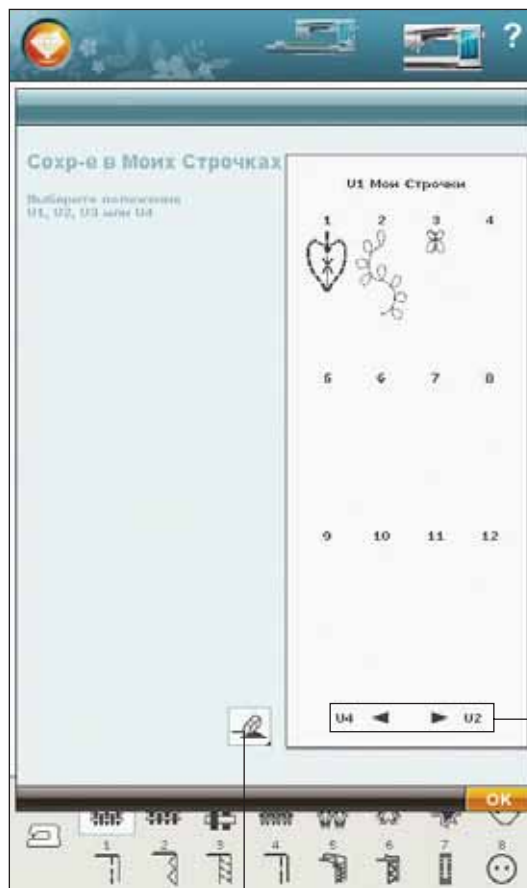 ?
Сохр-е в Моих Строчках
Выберите положение
U1, U2, U3 или U4
U1 Мои Строчки
1 2 3 4
5 6 7 8
9 10 11 12
U4 U2
OK
1 2 3 4 5 6 7 8